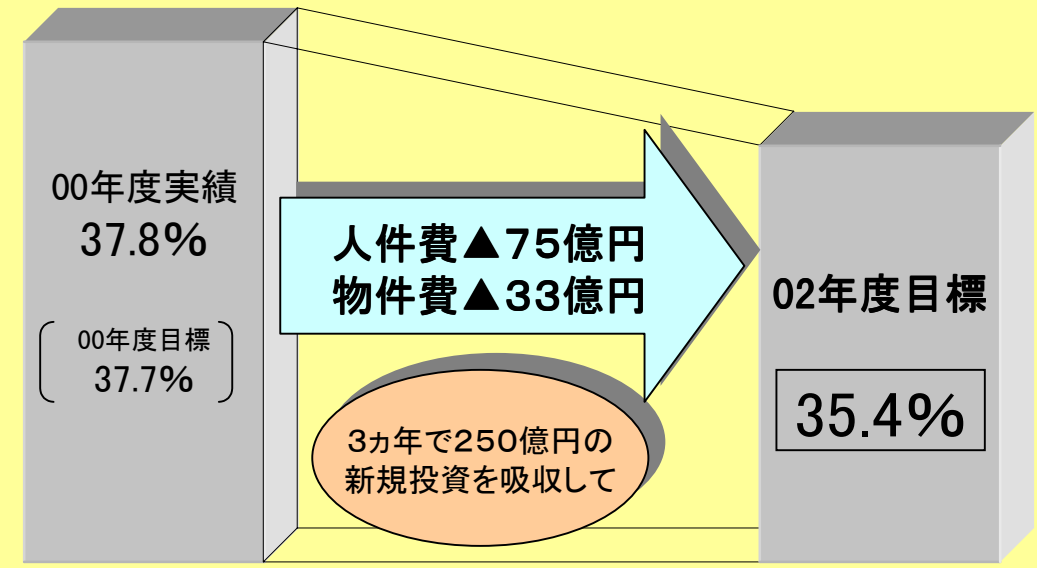 00年度実績
37.8%
00年度目標
37.7%
人件費▲75億円
物件費▲33億円
3ヵ年で250億円の
新規投資を吸収して
02年度目標
35.4%